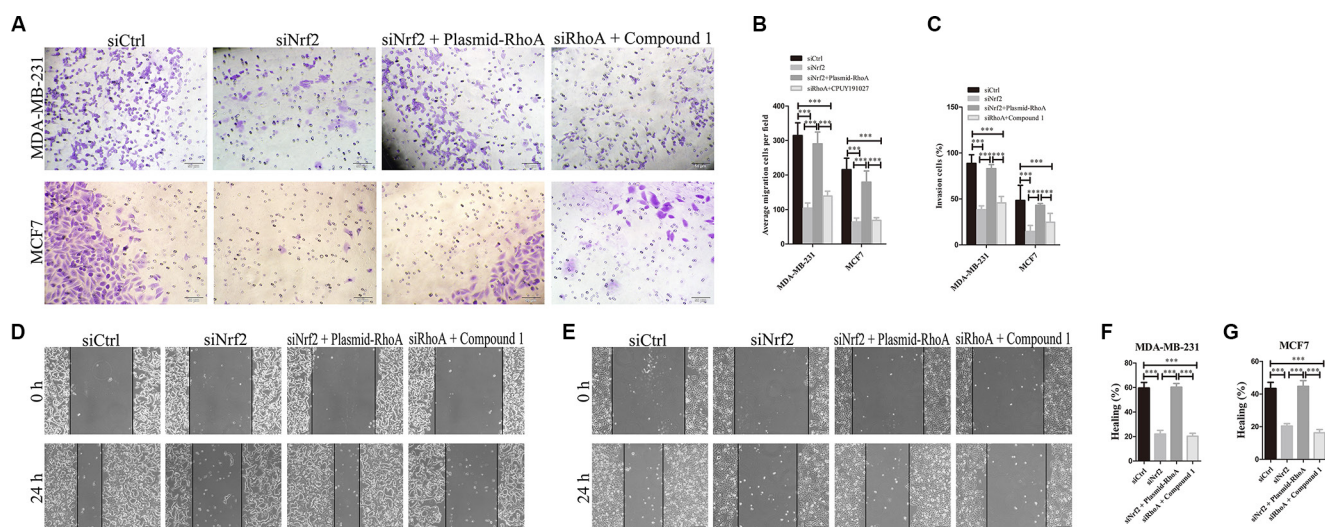 A
siCtrl
siNrf2
siNrf2 + Plasmid-RhoA
siRhoA + Compound 1
MDA-MB-231
MCF7
B
siCtrl
siNrf2
siNrf2+Plasmid-RhoA
siRhoA+CPUY191027
Average migration cells per field
400
300
200
100
0
***
***
***
***
***
***
***
***
MDA-MB-231
MCF7
C
siCtrl
siNrf2
siNrf2+Plasmid-RhoA
siRhoA+Compound 1
Invasion cells (%)
150
100
50
0
***
***
***
***
***
***
***
***
MDA-MB-231
MCF7
D
siCtrl
siNrf2
siNrf2 + Plasmid-RhoA
siRhoA + Compound 1
0 h
24 h
E
siCtrl
siNrf2
siNrf2 + Plasmid-RhoA
siRhoA + Compound 1
0 h
24 h
F
MDA-MB-231
Healing (%)
80
60
40
20
0
***
***
***
***
siCtrl
siNrf2
siNrf2 + Plasmid-RhoA
siRhoA + Compound 1
G
MCF7
Healing (%)
80
60
40
20
0
***
***
***
***
siCtrl
siNrf2
siNrf2 + Plasmid-RhoA
siRhoA + Compound 1